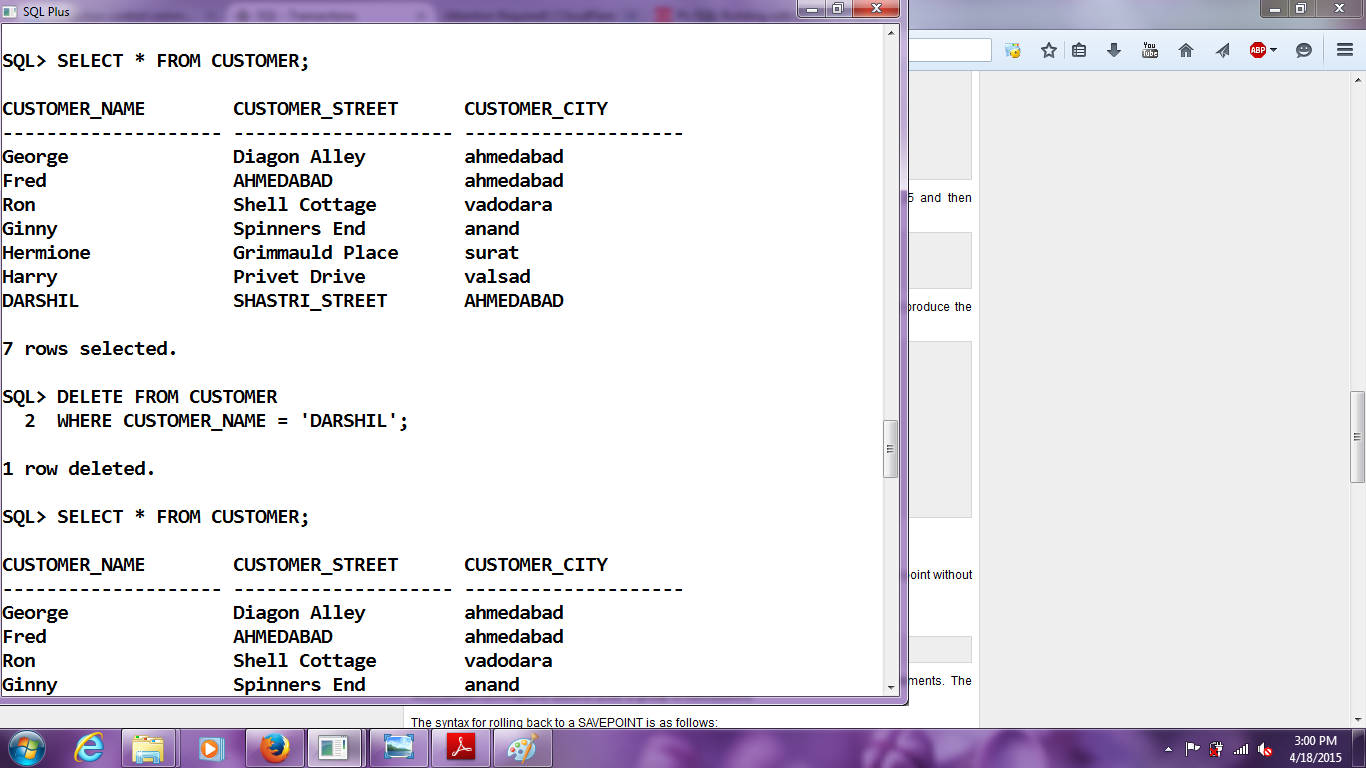 SQL Plus
SQL> SELECT * FROM CUSTOMER;
CUSTOMER_NAME CUSTOMER_STREET CUSTOMER_CITY
-------------------- -------------------- --------------------
George Diagon Alley ahmedabad
Fred AHMEDABAD ahmedabad
Ron Shell Cottage vadodara
Ginny Spinners End anand
Hermione Grimmauld Place surat
Harry Privet Drive valsad
DARSHIL SHASTRI_STREET AHMEDABAD
7 rows selected.
SQL> DELETE FROM CUSTOMER
2 WHERE CUSTOMER_NAME = 'DARSHIL';
1 row deleted.
SQL> SELECT * FROM CUSTOMER;
CUSTOMER_NAME CUSTOMER_STREET CUSTOMER_CITY
-------------------- -------------------- --------------------
George Diagon Alley ahmedabad
Fred AHMEDABAD ahmedabad
Ron Shell Cottage vadodara
Ginny Spinners End anand
You Tube
ABP
5 and then
produce the
point without
ments. The
The syntax for rolling back to a SAVEPOINT is as follows:
3:00 PM
4/18/2015